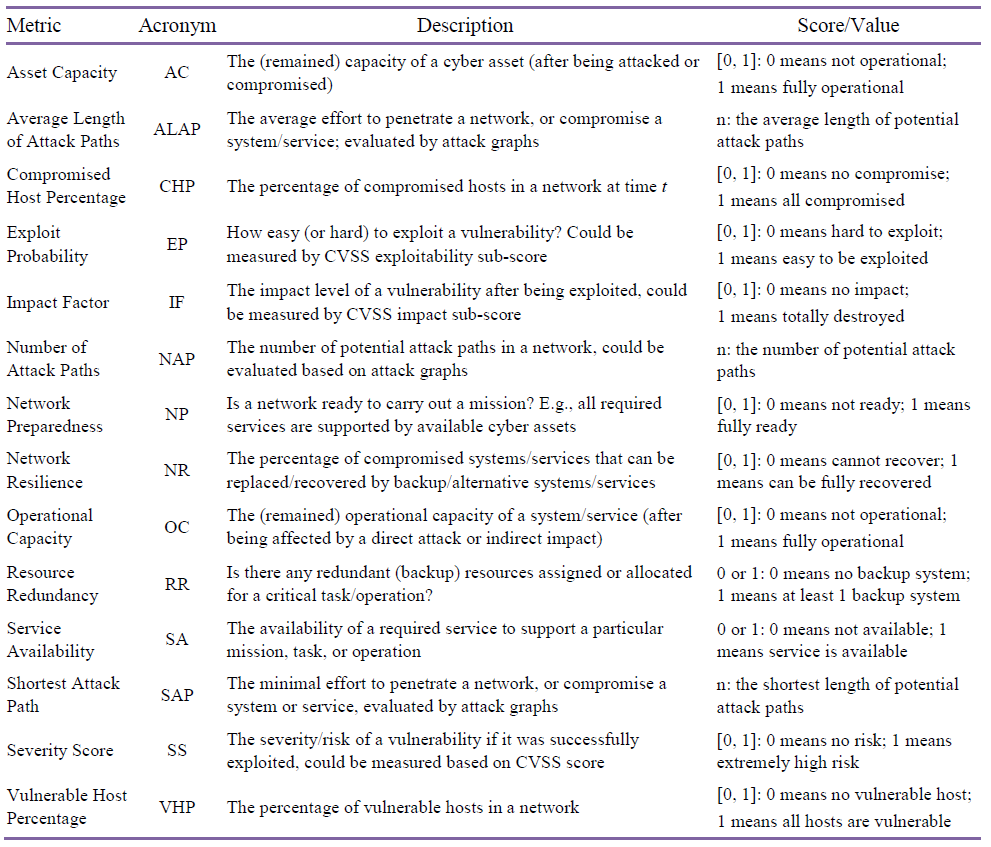 Metric Acronym Description Score/Value
Asset Capacity AC The (remained) capacity of a cyber asset (after being attacked or
compromised) [0, 1]: 0 means not operational;
1 means fully operational
Average Length
of Attack Paths ALAP The average effort to penetrate a network, or compromise a
system/service; evaluated by attack graphs n: the average length of potential
attack paths
Compromised
Host Percentage CHP The percentage of compromised hosts in a network at time t [0, 1]: 0 means no compromise;
1 means all compromised
Exploit
Probability EP How easy (or hard) to exploit a vulnerability? Could be
measured by CVSS exploitability sub-score [0, 1]: 0 means hard to exploit;
1 means easy to be exploited
Impact Factor IF The impact level of a vulnerability after being exploited, could
be measured by CVSS impact sub-score [0, 1]: 0 means no impact;
1 means totally destroyed
Number of
Attack Paths NAP The number of potential attack paths in a network, could be
evaluated based on attack graphs n: the number of potential attack
paths
Network
Preparedness NP Is a network ready to carry out a mission? E.g., all required
services are supported by available cyber assets [0, 1]: 0 means not ready; 1 means
fully ready
Network
Resilience NR The percentage of compromised systems/services that can be
replaced/recovered by backup/alternative systems/services [0, 1]: 0 means cannot recover; 1
means can be fully recovered
Operational
Capacity OC The (remained) operational capacity of a system/service (after
being affected by a direct attack or indirect impact) [0, 1]: 0 means not operational;
1 means fully operational
Resource
Redundancy RR Is there any redundant (backup) resources assigned or allocated
for a critical task/operation? 0 or 1: 0 means no backup system;
1 means at least 1 backup system
Service
Availability SA The availability of a required service to support a particular
mission, task, or operation 0 or 1: 0 means not available; 1
means service is available
Shortest Attack
Path SAP The minimal effort to penetrate a network, or compromise a
system or service, evaluated by attack graphs n: the shortest length of potential
attack paths
Severity Score SS The severity/risk of a vulnerability if it was successfully
exploited, could be measured based on CVSS score [0, 1]: 0 means no risk; 1 means
extremely high risk
Vulnerable Host
Percentage VHP The percentage of vulnerable hosts in a network [0, 1]: 0 means no vulnerable host;
1 means all hosts are vulnerable